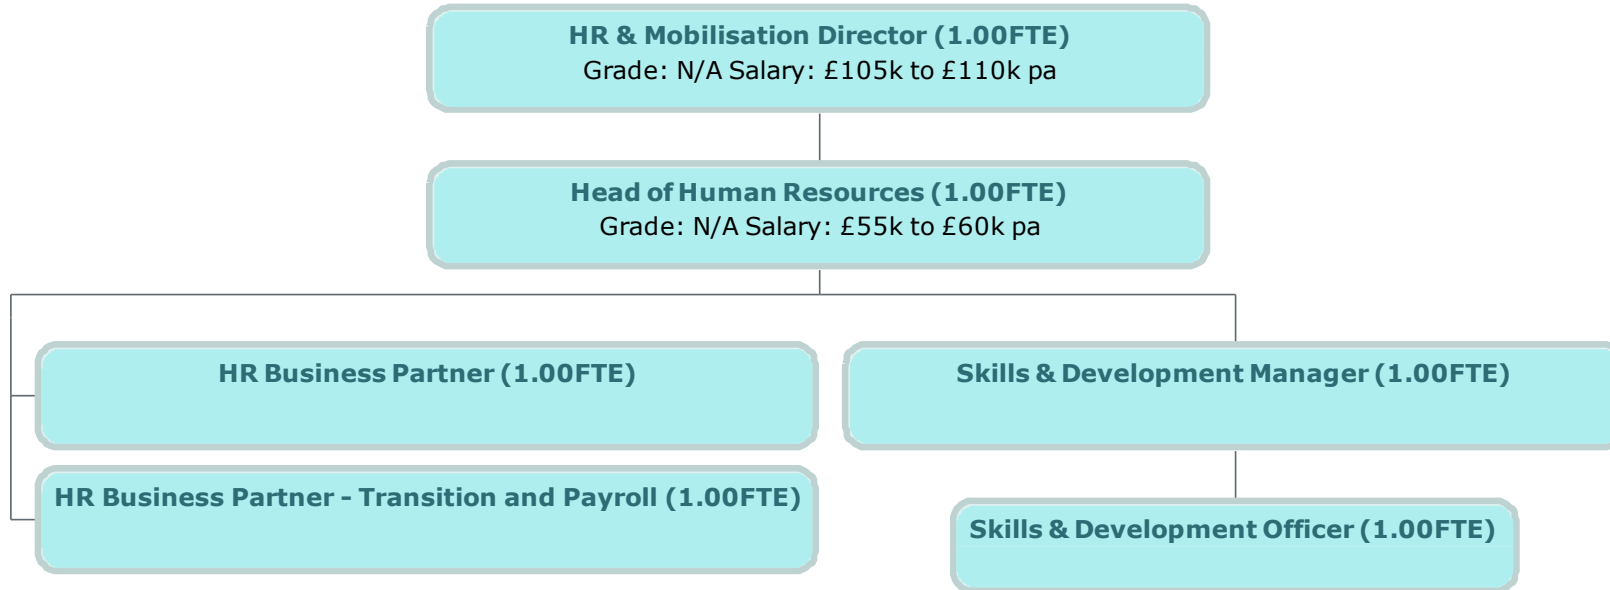 HR & Mobilisation Director (1.00FTE)
Grade: N/A Salary: £105k to £110k pa
Head of Human Resources (1.00FTE)
Grade: N/A Salary: £55k to £60k pa
HR Business Partner (1.00FTE)
Skills & Development Manager (1.00FTE)
HR Business Partner - Transition and Payroll (1.00FTE)
Skills & Development Officer (1.00FTE)